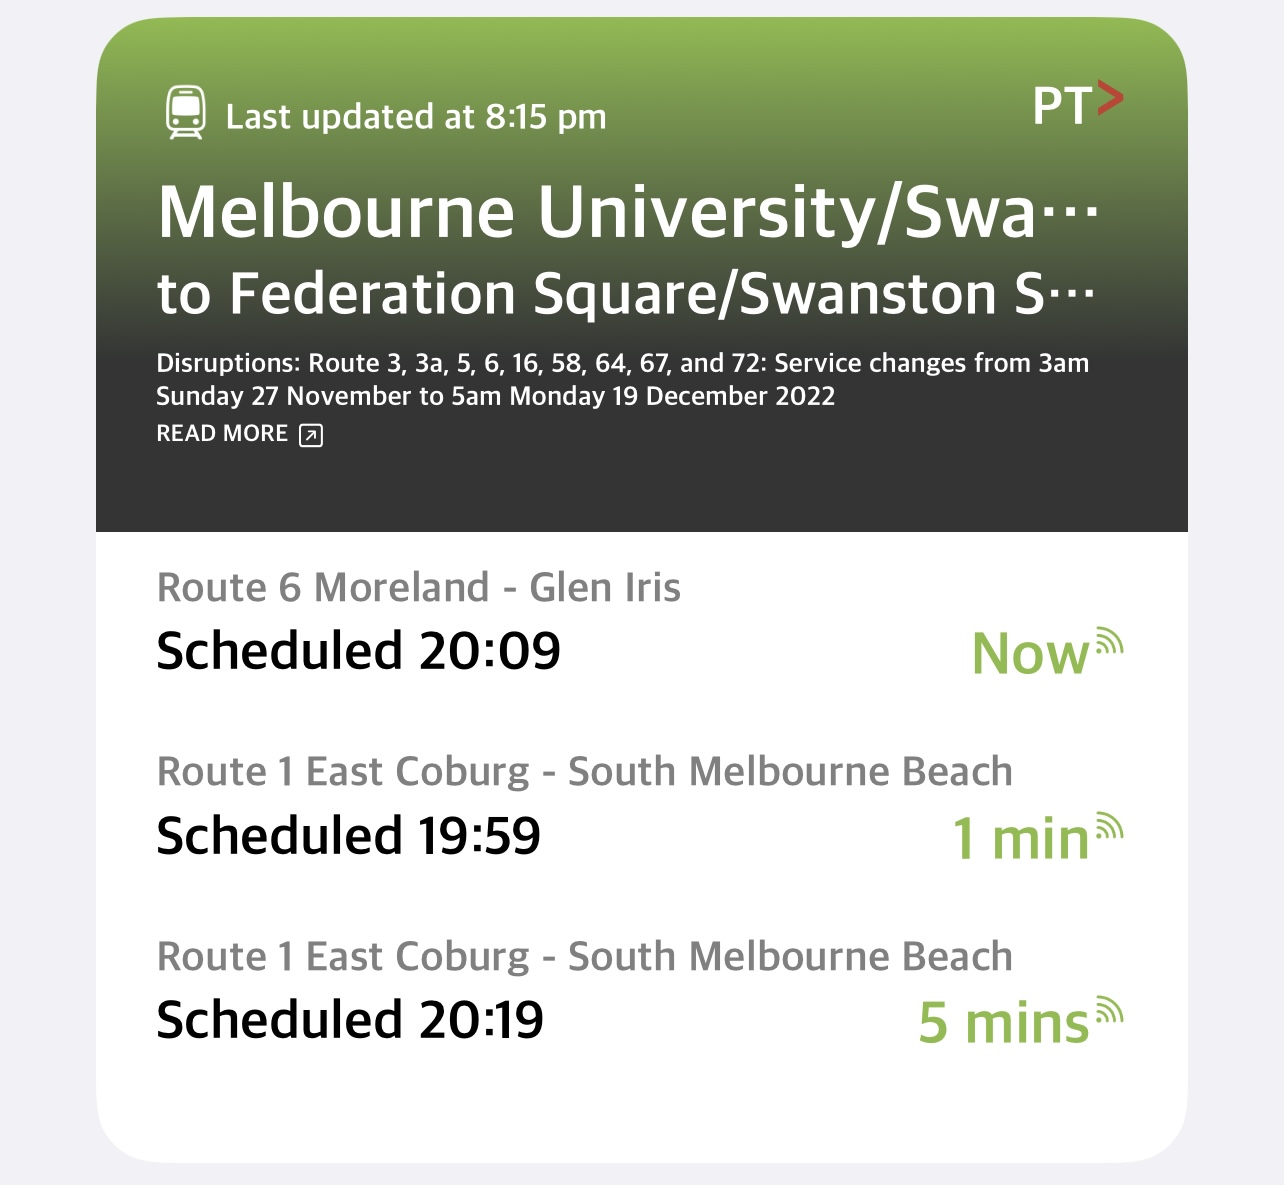 Last updated at 8:15 pm
PT>
Melbourne University/Swa...
to Federation Square/Swanston S...
Disruptions: Route 3, 3a, 5, 6, 16, 58, 64, 67, and 72: Service changes from 3am
Sunday 27 November to 5am Monday 19 December 2022
READ MORE
Route 6 Moreland - Glen Iris
Scheduled 20:09
Now
Route 1 East Coburg - South Melbourne Beach
Scheduled 19:59
1 min
Route 1 East Coburg - South Melbourne Beach
Scheduled 20:19
5 mins